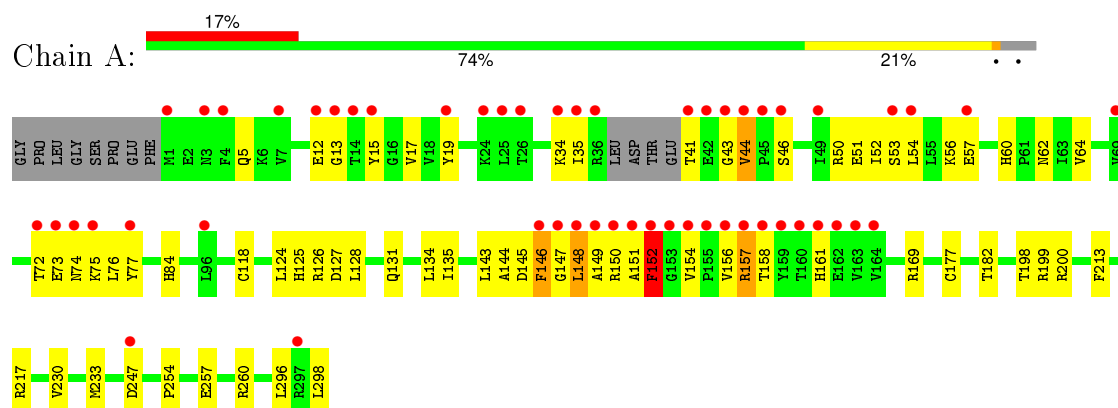 17%
Chain A:
74% 21% • •
GLY PRO LEU GLY SER PRO GLU PHE M1 E2 N3 F4 Q5 K6 V7 E12 G13 T14 Y15 G16 V17 V18 Y19 K24 L25 T26 K34 I35 R36 LEU ASP THR GLU T41 E42 G43 V44 P45 S46 I49 R50 E51 I52 S53 L54 L55 K56 E57 H60 P61 N62 I63 V64 V69
T72 E73 N74 K75 L76 Y77 H84 L96 C118 L124 H125 R126 D127 L128 Q131 L134 I135 L143 A144 D145 F146 G147 L148 A149 R150 A151 F152 G153 V154 P155 V156 R157 T158 Y159 T160 H161 E162 V163 V164 R169 C177 T182 T198 R199 R200 F213
R217 V230 M233 D247 P254 E257 R260 L296 R297 L298